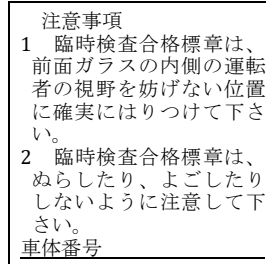 注意事項
1　臨時検査合格標章は、
前面ガラスの内側の運転
者の視野を妨げない位置
に確実にはりつけて下さ
い。
2　臨時検査合格標章は、
ぬらしたり、よごしたり
しないように注意して下
さい。
車体番号